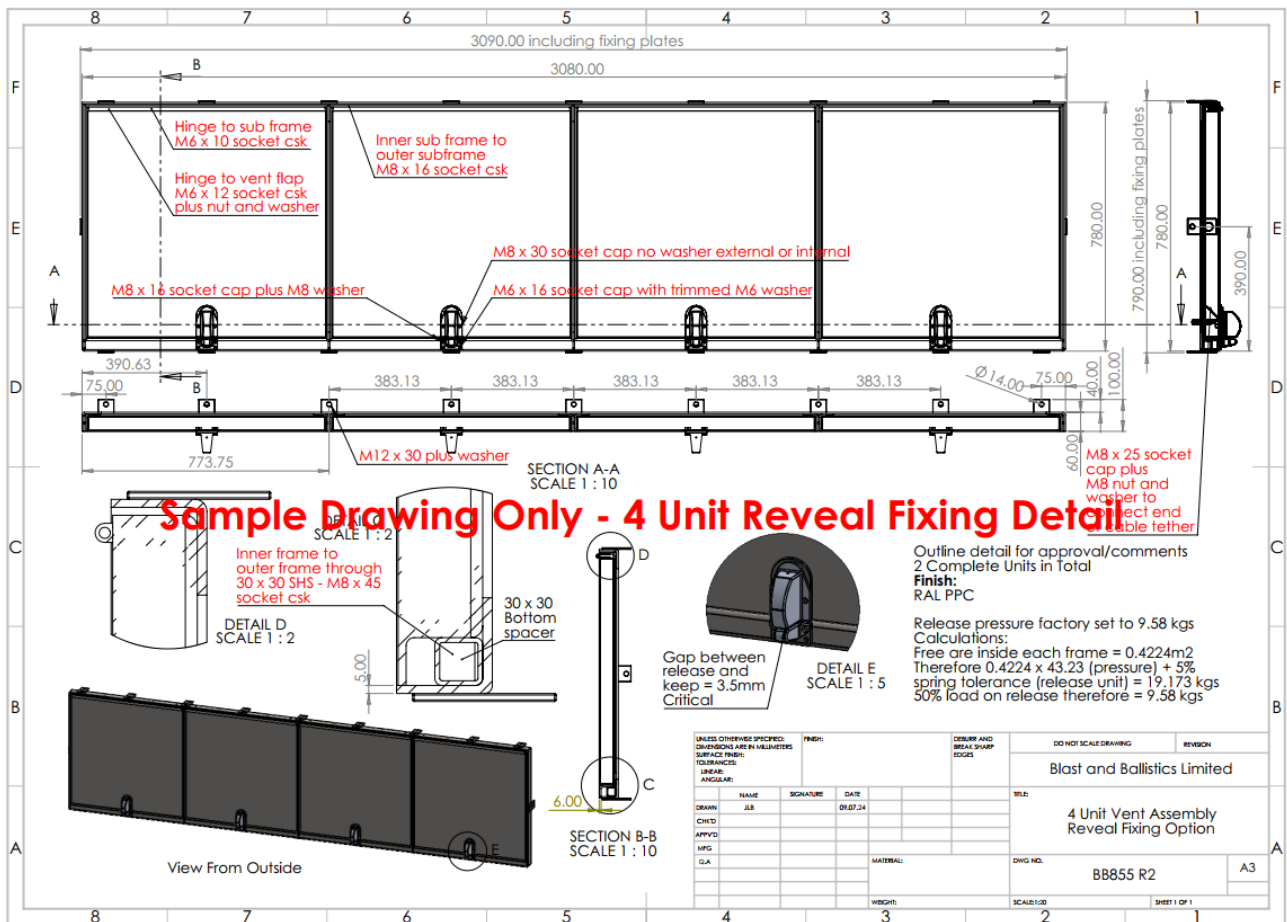 8 7 6 5 4 3 2 1
3090.00 including fixing plates
3080.00
B
F
F
Hinge to sub frame
M6 x 10 socket csk
Inner sub frame to
outer subframe
M8 x 16 socket csk
Hinge to vent flap
M6 x 12 socket csk
plus nut and washer
780.00
790.00 including fixing plates
780.00
390.00
E
E
M8 x 30 socket cap no washer external or internal
A
A
M8 x 16 socket cap plus M8 washer
M6 x 16 socket cap with trimmed M6 washer
390.63
B
75.00
383.13
383.13
383.13
383.13
Ø14.00
75.00
40.00
100.00
60.00
D
D
773.75
M12 x 30 plus washer
SECTION A-A
SCALE 1 : 10
M8 x 25 socket
cap plus
M8 nut and
washer to
connect end
of cable tether
Sample Drawing Only - 4 Unit Reveal Fixing Detail
DETAIL C
SCALE 1 : 2
C
C
Inner frame to
outer frame through
30 x 30 SHS - M8 x 45
socket csk
DETAIL D
SCALE 1 : 2
30 x 30
Bottom
spacer
5.00
D
C
6.00
SECTION B-B
SCALE 1 : 10
Gap between
release and
keep = 3.5mm
Critical
DETAIL E
SCALE 1 : 5
Outline detail for approval/comments
2 Complete Units in Total
Finish:
RAL PPC
Release pressure factory set to 9.58 kgs
Calculations:
Free are inside each frame = 0.4224m2
Therefore 0.4224 x 43.23 (pressure) + 5%
spring tolerance (release unit) = 19.173 kgs
50% load on release therefore = 9.58 kgs
B
B
E
View From Outside
A
A
UNLESS OTHERWISE SPECIFIED:
DIMENSIONS ARE IN MILLIMETERS
SURFACE FINISH:
TOLERANCES:
LINEAR:
ANGULAR:
FINISH:
DEBURR AND
BREAK SHARP
EDGES
DO NOT SCALE DRAWING
REVISION
Blast and Ballistics Limited
NAME SIGNATURE DATE
DRAWN JLB 09.07.24
CHK'D
APPV'D
MFG
Q.A
MATERIAL:
WEIGHT:
TITLE:
4 Unit Vent Assembly
Reveal Fixing Option
DWG NO.
BB855 R2
A3
SCALE:1:20
SHEET 1 OF 1
8 7 6 5 4 3 2 1